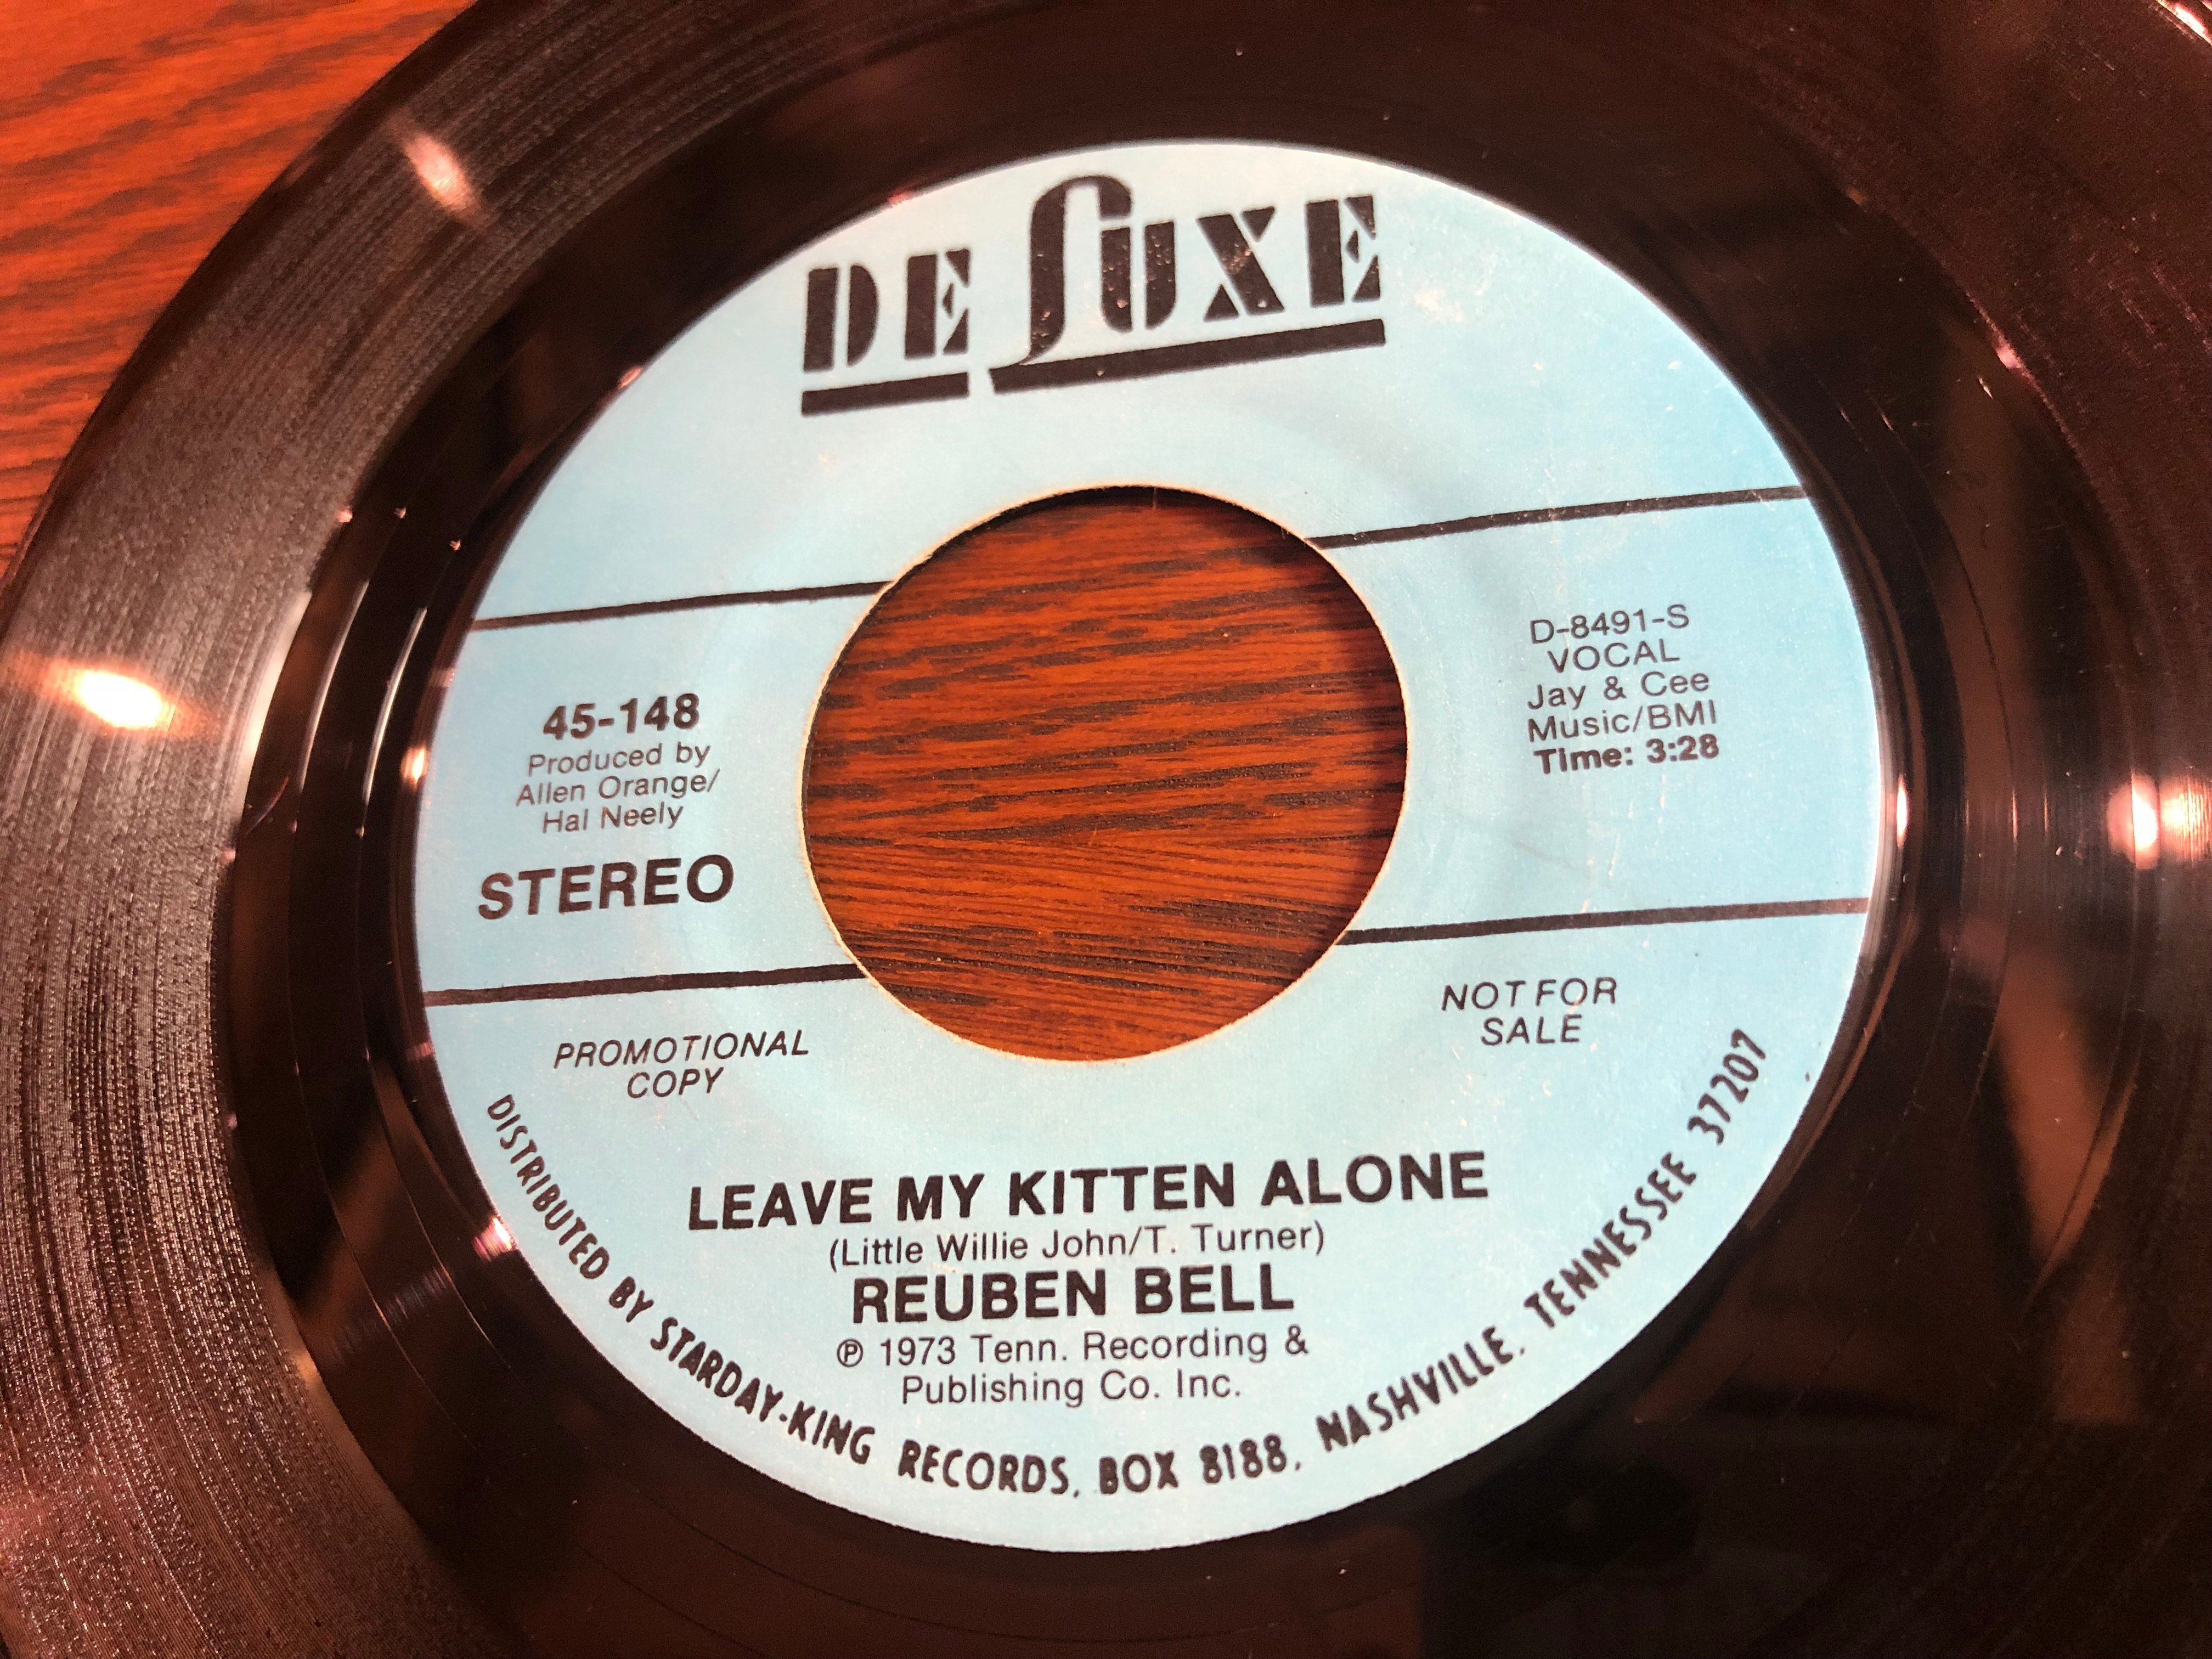 DE LUXE
45-148
Produced by
Allen Orange/
Hal Neely
STEREO
D-8491-S
VOCAL
Jay & Cee
Music/BMI
Time: 3:28
PROMOTIONAL
COPY
NOT FOR
SALE
LEAVE MY KITTEN ALONE
(Little Willie John/T. Turner)
REUBEN BELL
℗ 1973 Tenn. Recording &
Publishing Co. Inc.
DISTRIBUTED BY STARDAY-KING RECORDS, BOX 8188, NASHVILLE, TENNESSEE 37207